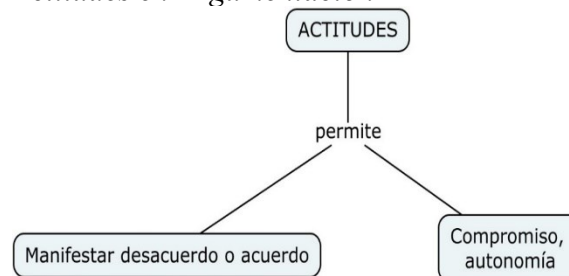 ACTITUDES
permite
Manifestar desacuerdo o acuerdo
Compromiso,
autonomía